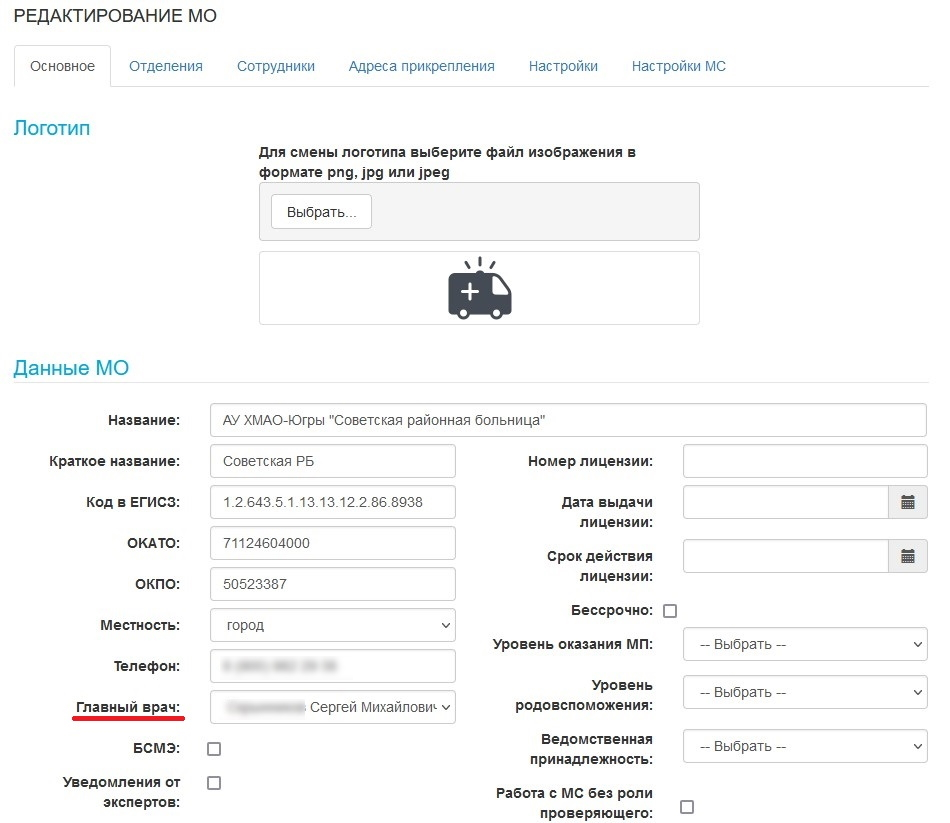 РЕДАКТИРОВАНИЕ МО
Основное Отделения Сотрудники Адреса прикрепления Настройки Настройки МС
Логотип
Для смены логотипа выберите файл изображения в
формате png, jpg или jpeg
Выбрать...
Данные МО
Название: АУ ХМАО-Югры "Советская районная больница"
Краткое название: Советская РБ
Код в ЕГИСЗ: 1.2.643.5.1.13.13.12.2.86.8938
ОКАТО: 71124604000
ОКПО: 50523387
Местность: город
Телефон:
Главный врач: Сергей Михайлович
БСМЭ:
Уведомления от
экспертов:
Номер лицензии:
Дата выдачи
лицензии:
Срок действия
лицензии:
Бессрочно:
Уровень оказания МП: -- Выбрать --
Уровень
родовспоможения: -- Выбрать --
Ведомственная
принадлежность: -- Выбрать --
Работа с МС без роли
проверяющего: